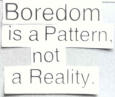 Boredom
is a Pattern,
not
a Reality.